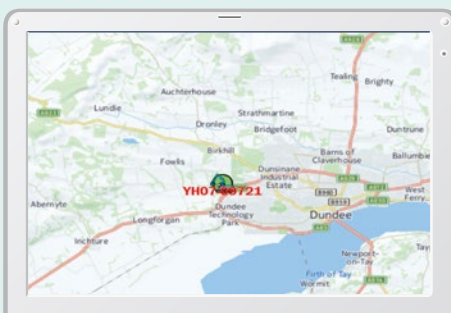 Tealing
Brighty
Auchterhouse
Lundie
Strathmartine
Dronley
Bridgefoot
Duntrune
Birkhill
Barns of
Claverhouse
Ballumbie
Fowlis
Dunsinane
Industrial
Estate
West
Ferry
Abernyte
Dundee
Technology
Park
Dundee
Longforgan
Inchture
Newport-
on-Tay
Tay
Firth of Tay
Wormit